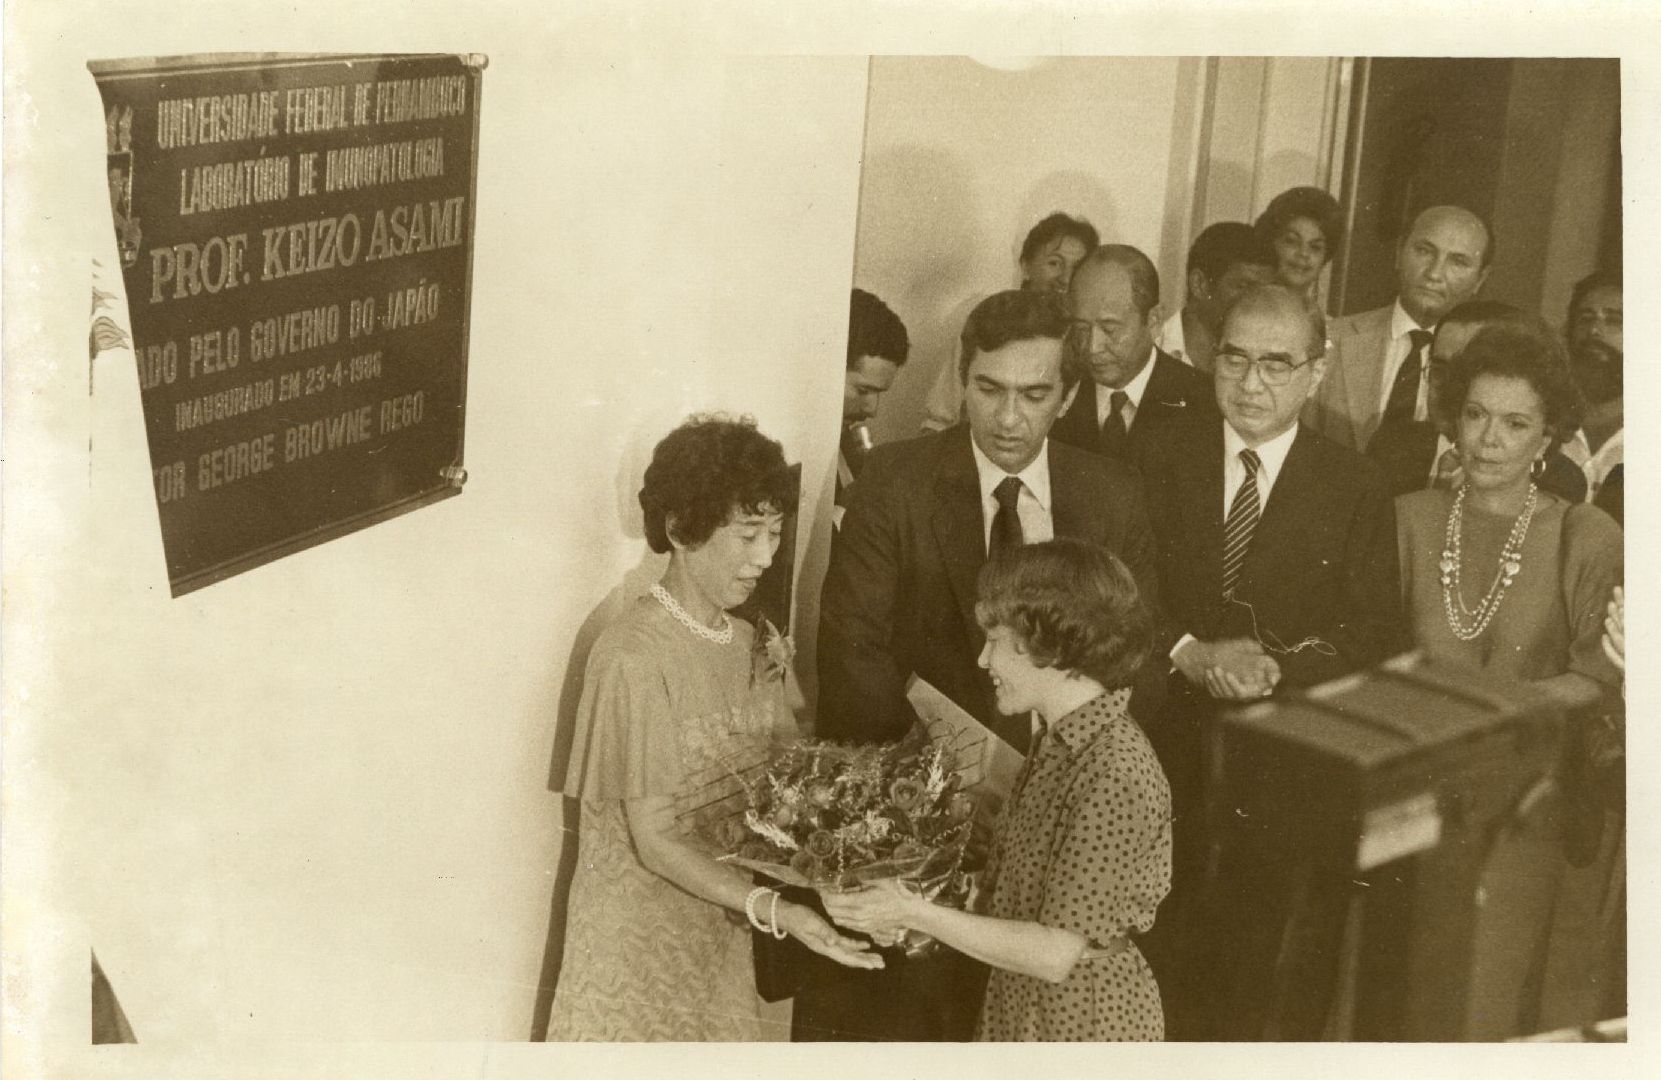 UNIVERSIDADE FEDERAL DE PERNAMBUCO
LABORATÓRIO DE IMUNOPATOLOGIA
PROF. KEIZO ASAMI
ADO PELO GOVERNO DO JAPÃO
INAUGURADO EM 23-4-1986
OR GEORGE BROWNE REGO